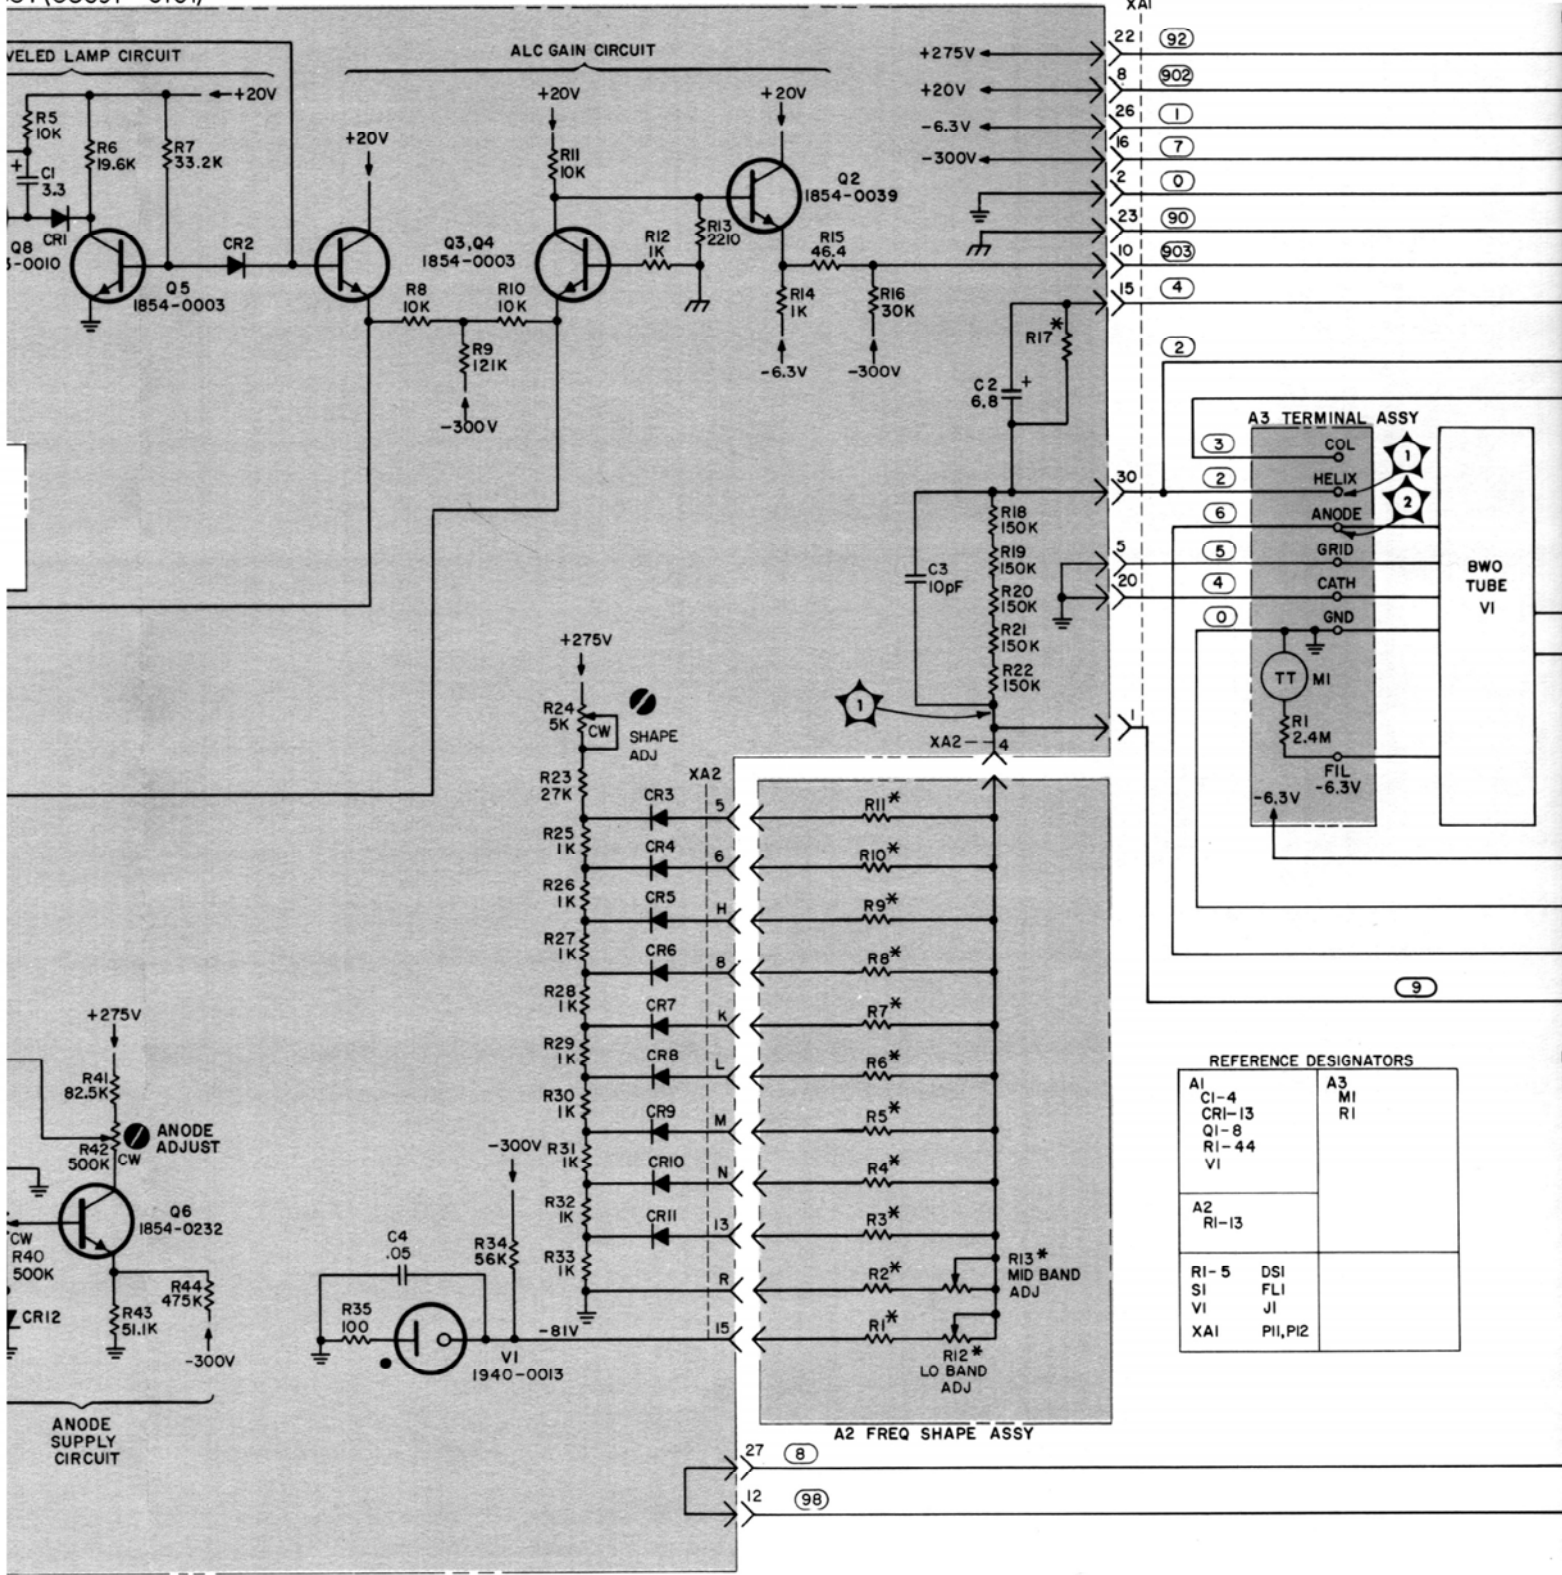 XA1
VELED LAMP CIRCUIT
ALC GAIN CIRCUIT
+275V
22
92
+20V
8
902
-6.3V
26
1
-300V
16
7
2
0
23
90
10
903
15
4
2
+20V
R5
10K
R6
19.6K
R7
33.2K
+
C1
3.3
CR1
Q8
-0010
Q5
1854-0003
CR2
+20V
Q3,Q4
1854-0003
+20V
R11
10K
R8
10K
R10
10K
R9
121K
-300V
R12
1K
R13
2210
+20V
Q2
1854-0039
R15
46.4
R14
1K
-6.3V
R16
30K
-300V
R17*
C2
6.8
+
30
R18
150K
R19
150K
R20
150K
R21
150K
R22
150K
C3
10pF
5
20
1
1
XA2
4
A3 TERMINAL ASSY
3
COL
1
2
HELIX
2
6
ANODE
5
GRID
4
CATH
0
GND
TT
M1
R1
2.4M
FIL
-6.3V
-6.3V
BWO
TUBE
V1
9
+275V
R24
5K
CW
SHAPE
ADJ
R23
27K
XA2
CR3
5
R11*
R25
1K
CR4
6
R10*
R26
1K
CR5
H
R9*
R27
1K
CR6
8
R8*
R28
1K
CR7
K
R7*
R29
1K
CR8
L
R6*
R30
1K
CR9
M
R5*
R31
1K
CR10
N
R4*
R32
1K
CR11
13
R3*
R33
1K
R
R2*
R13*
MID BAND
ADJ
-81V
15
R1*
R12*
LO BAND
ADJ
A2 FREQ SHAPE ASSY
-300V
R34
56K
C4
.05
R35
100
V1
1940-0013
+275V
R41
82.5K
ANODE
ADJUST
R42
500K
CW
Q6
1854-0232
CW
R40
500K
CR12
R43
51.1K
R44
475K
-300V
ANODE
SUPPLY
CIRCUIT
27
8
12
98
REFERENCE DESIGNATORS
A1
C1-4
CR1-13
Q1-8
R1-44
V1
A3
M1
R1
A2
R1-13
R1-5 DS1
S1 FL1
V1 J1
XA1 P11,P12